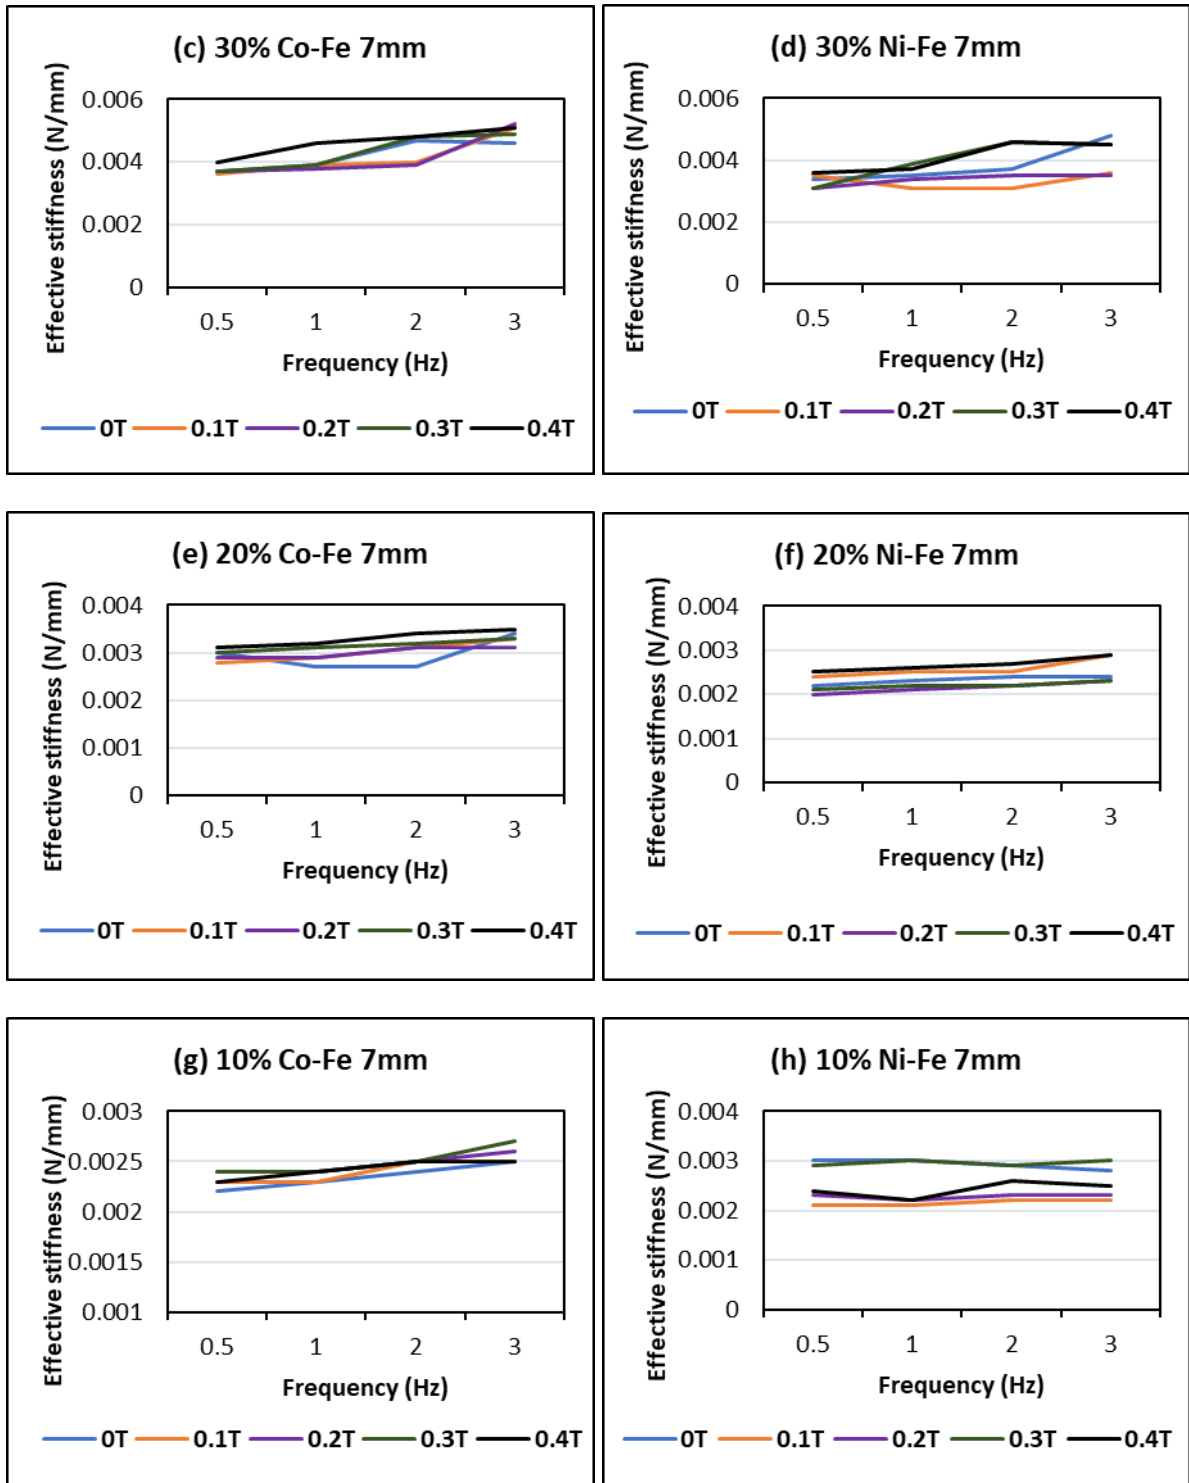 (c) 30% Co-Fe 7mm
Effective stiffness (N/mm)
0.006
0.004
0.002
0
0.5 1 2 3
Frequency (Hz)
0T 0.1T 0.2T 0.3T 0.4T
(d) 30% Ni-Fe 7mm
Effective stiffness (N/mm)
0.006
0.004
0.002
0
0.5 1 2 3
Frequency (Hz)
0T 0.1T 0.2T 0.3T 0.4T
(e) 20% Co-Fe 7mm
Effective stiffness (N/mm)
0.004
0.003
0.002
0.001
0
0.5 1 2 3
Frequency (Hz)
0T 0.1T 0.2T 0.3T 0.4T
(f) 20% Ni-Fe 7mm
Effective stiffness (N/mm)
0.004
0.003
0.002
0.001
0
0.5 1 2 3
Frequency (Hz)
0T 0.1T 0.2T 0.3T 0.4T
(g) 10% Co-Fe 7mm
Effective stiffness (N/mm)
0.003
0.0025
0.002
0.0015
0.001
0.5 1 2 3
Frequency (Hz)
0T 0.1T 0.2T 0.3T 0.4T
(h) 10% Ni-Fe 7mm
Effective stiffness (N/mm)
0.004
0.003
0.002
0.001
0
0.5 1 2 3
Frequency (Hz)
0T 0.1T 0.2T 0.3T 0.4T